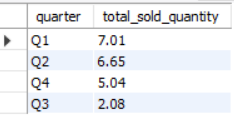 quarter total_sold_quantity
Q1 7.01
Q2 6.65
Q4 5.04
Q3 2.08